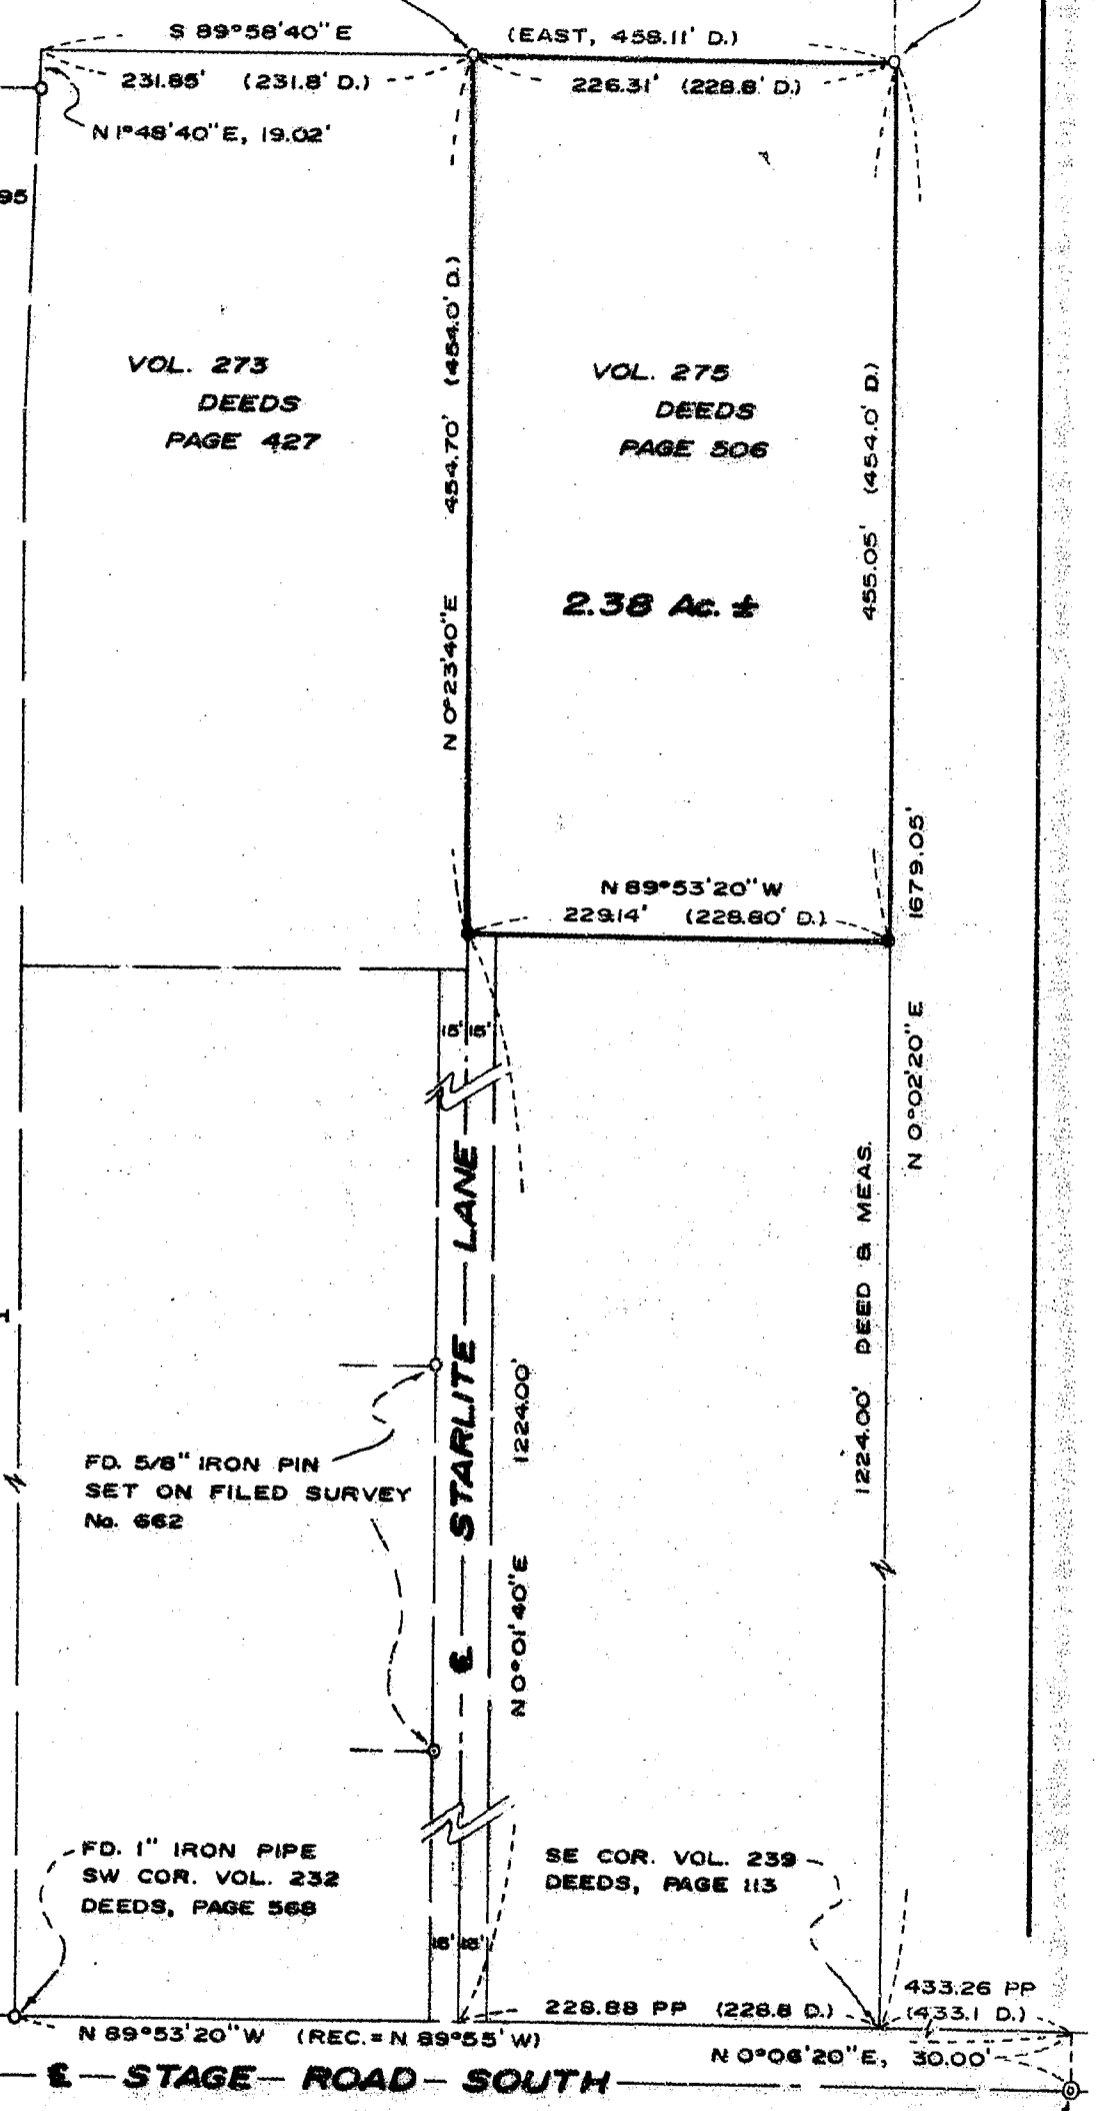 S 89°58'40" E
(EAST, 458.11' D.)
231.85' (231.8' D.)
226.31' (228.8' D.)
N 1°48'40" E, 19.02'
95
454.70' (454.0' D.)
N 0°23'40" E
VOL. 273
DEEDS
PAGE 427
VOL. 275
DEEDS
PAGE 506
455.05' (454.0' D.)
2.38 Ac. ±
N 89°53'20" W
229.14' (228.80' D.)
1679.05'
N 0°02'20" E
15' 15'
1224.00' DEED & MEAS.
℄ STARLITE LANE
1224.00'
N 0°01'40" E
FD. 5/8" IRON PIN
SET ON FILED SURVEY
No. 662
FD. 1" IRON PIPE
SW COR. VOL. 232
DEEDS, PAGE 568
SE COR. VOL. 239
DEEDS, PAGE 113
15' 15'
228.88 PP (228.8 D.)
433.26 PP
(433.1 D.)
N 89°53'20" W (REC. = N 89°55' W)
N 0°06'20" E, 30.00'
℄ STAGE ROAD SOUTH